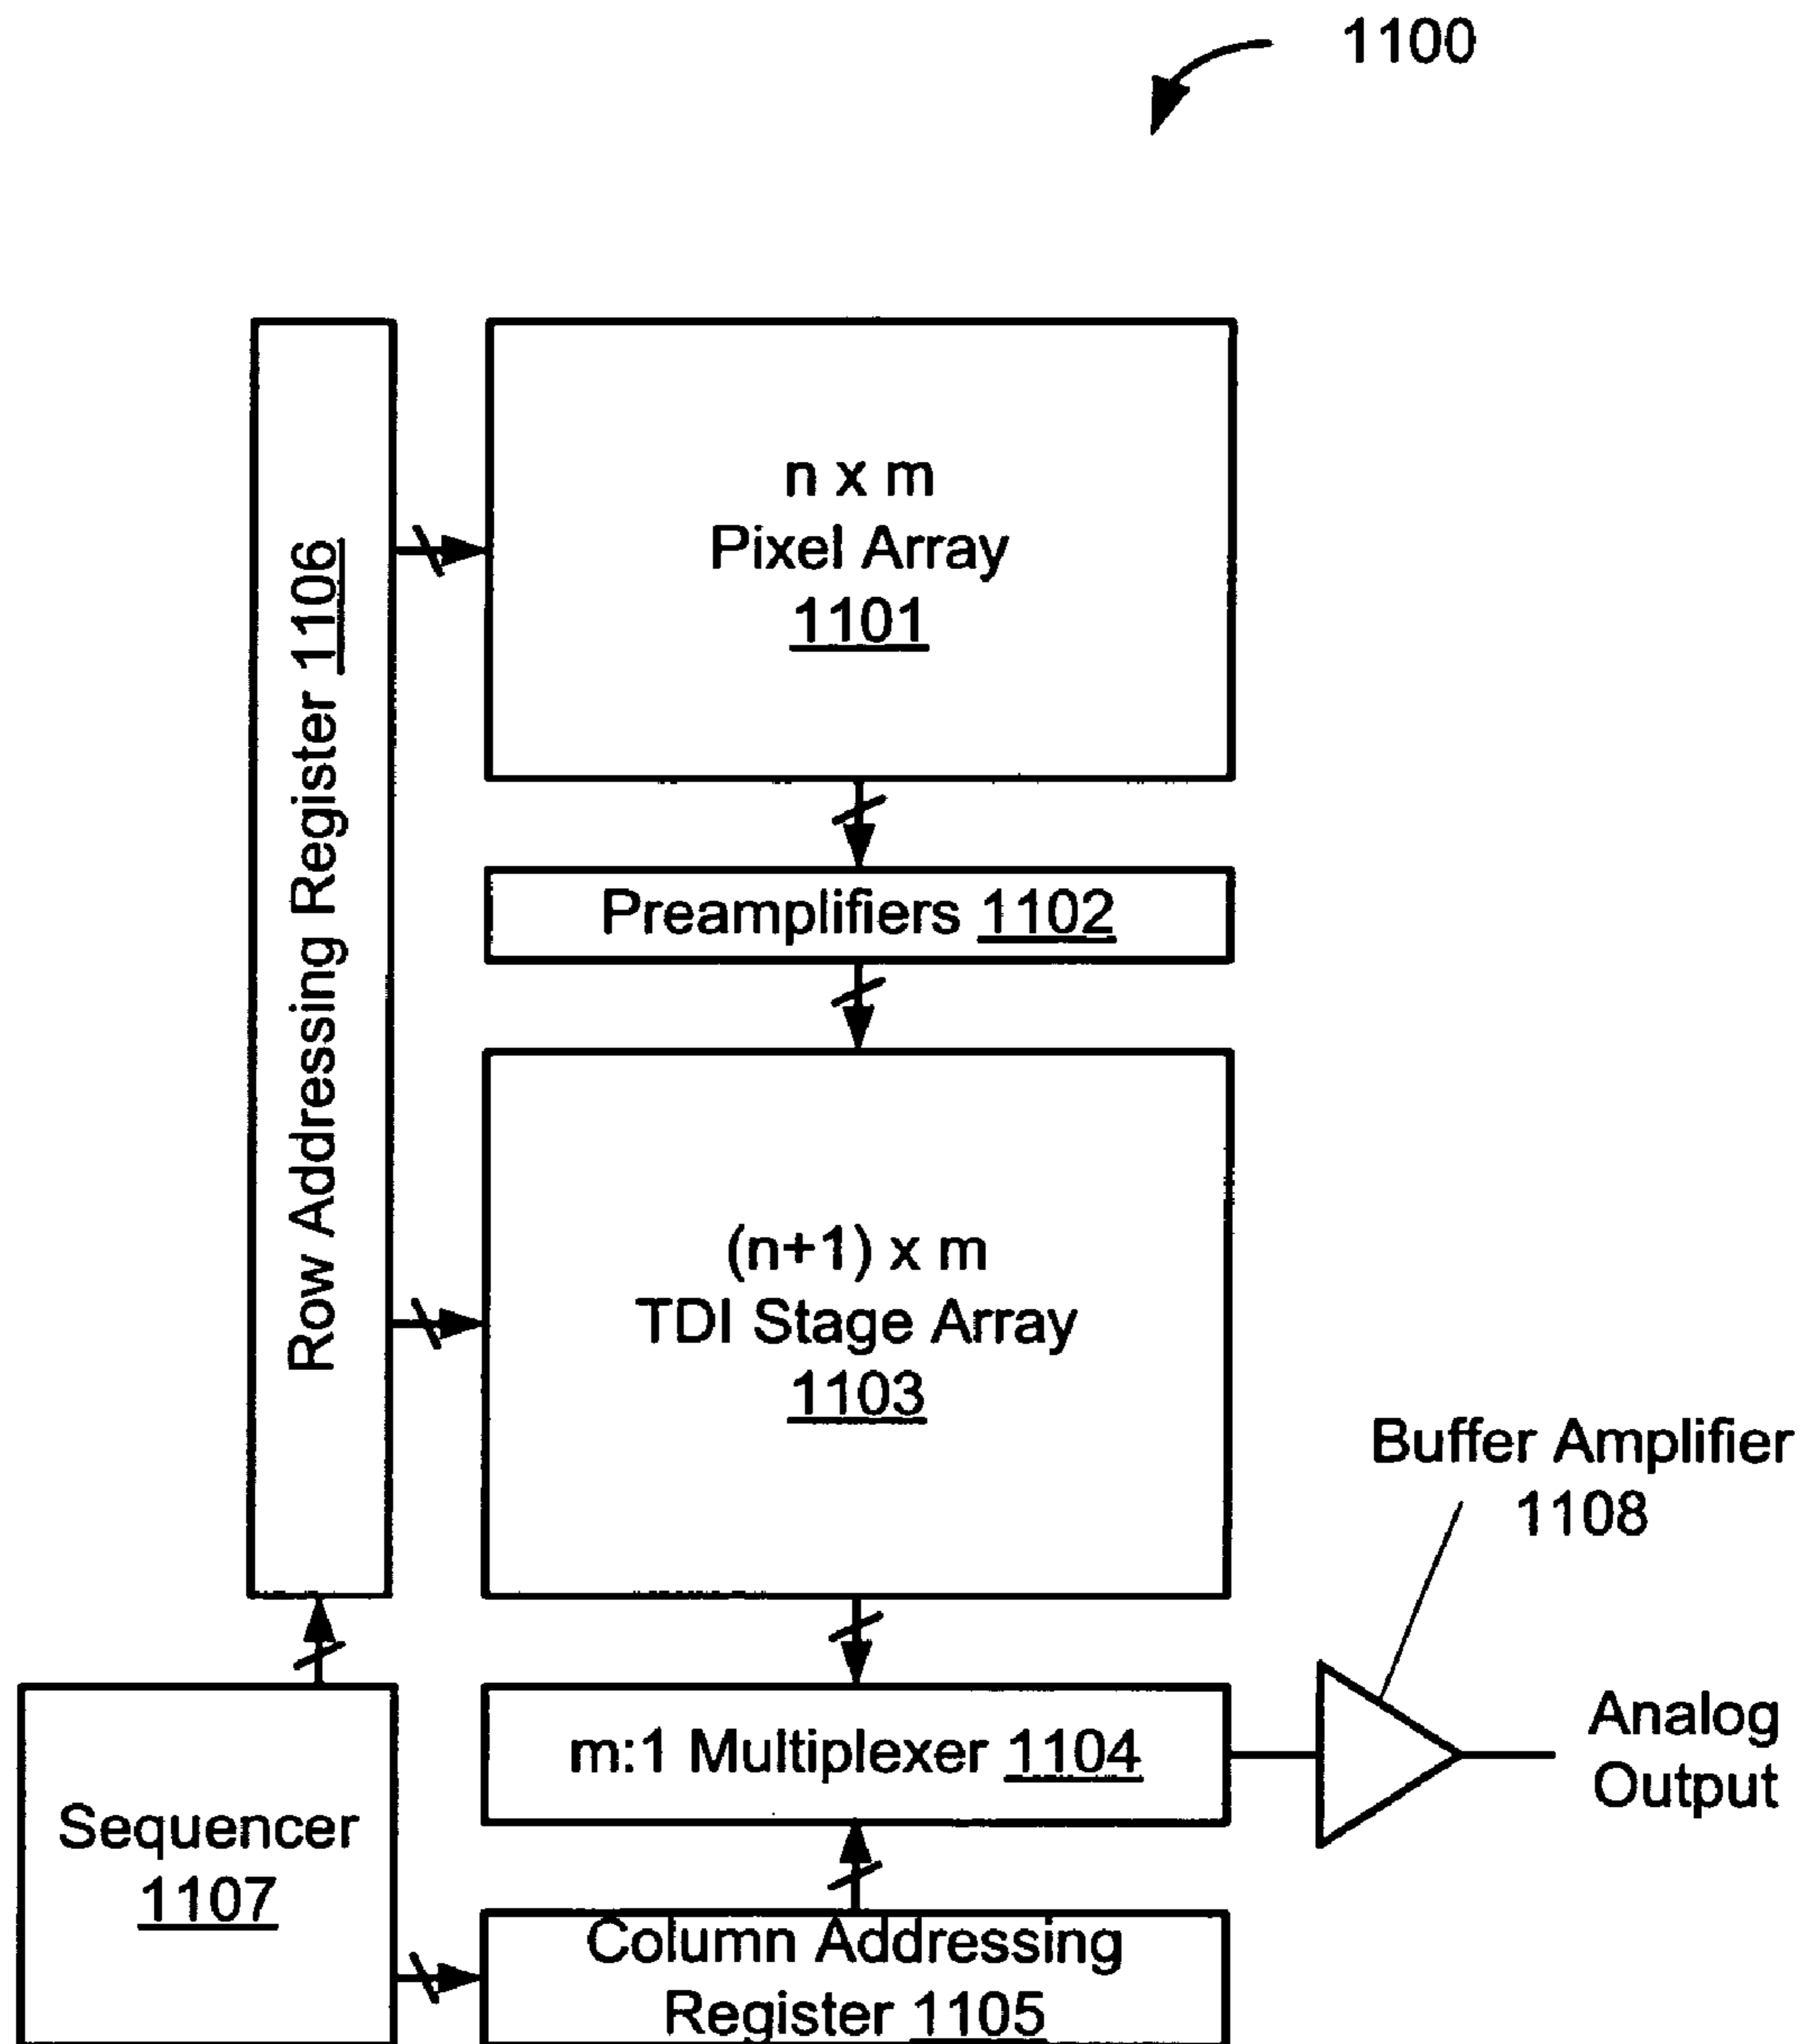 1100
n x m
Pixel Array
1101
Row Addressing Register 1106
Preamplifiers 1102
(n+1) x m
TDI Stage Array
1103
Buffer Amplifier
1108
m:1 Multiplexer 1104
Analog
Output
Sequencer
1107
Column Addressing
Register 1105